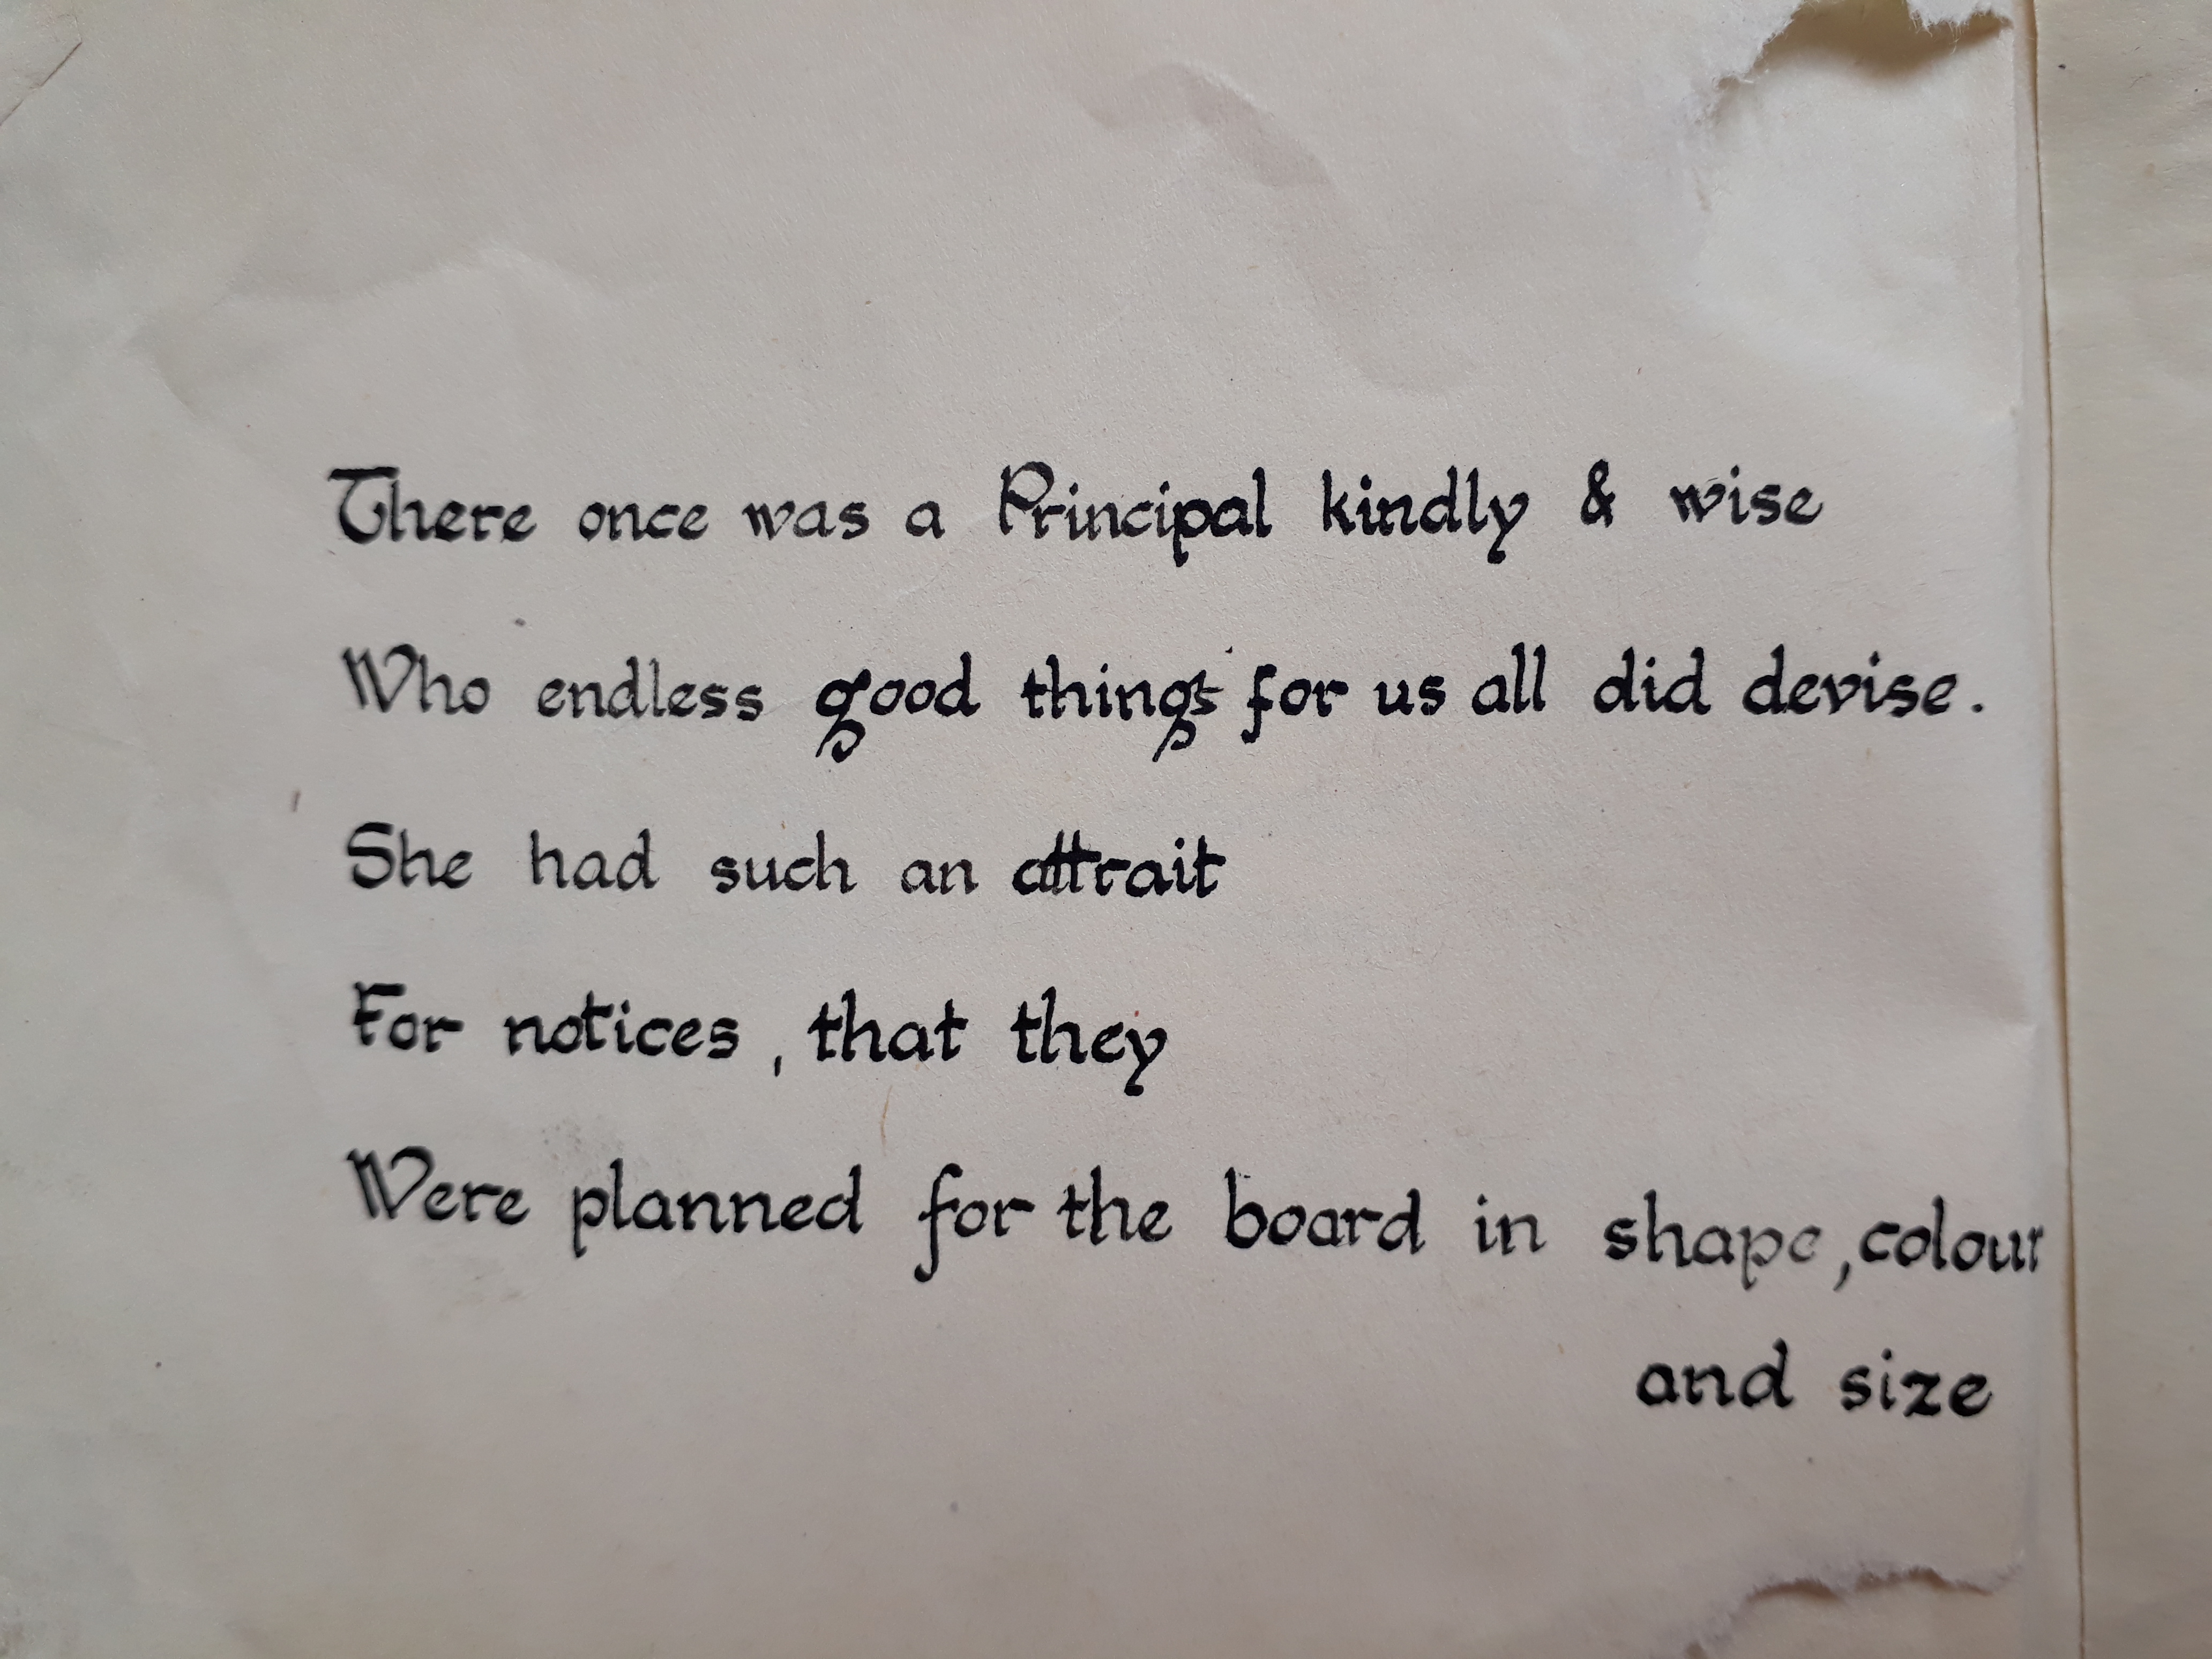 There once was a Principal kindly & wise
Who endless good things for us all did devise.
She had such an attrait
For notices, that they
Were planned for the board in shape, colour
and size